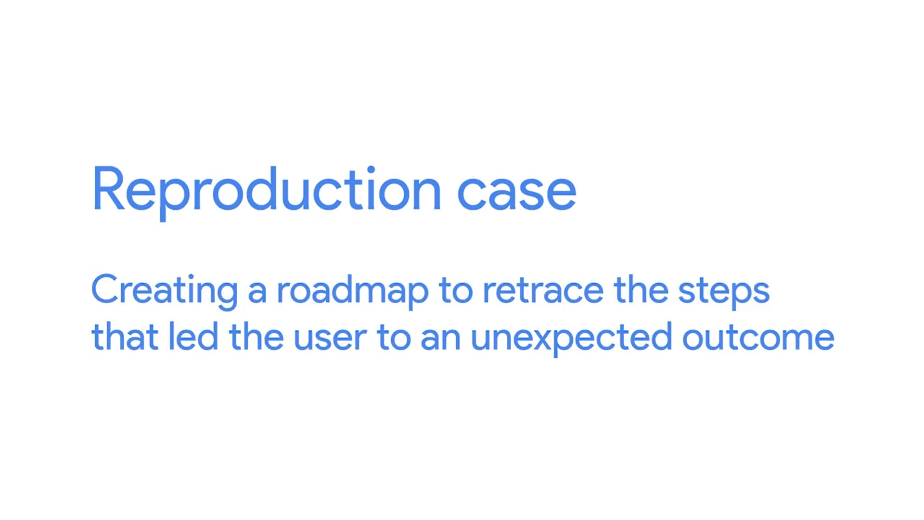 Reproduction case
Creating a roadmap to retrace the steps
that led the user to an unexpected outcome